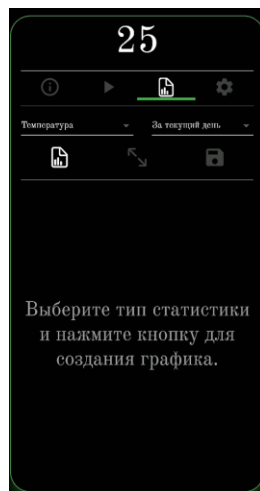 25
Температура За текущий день
Выберите тип статистики
и нажмите кнопку для
создания графика.